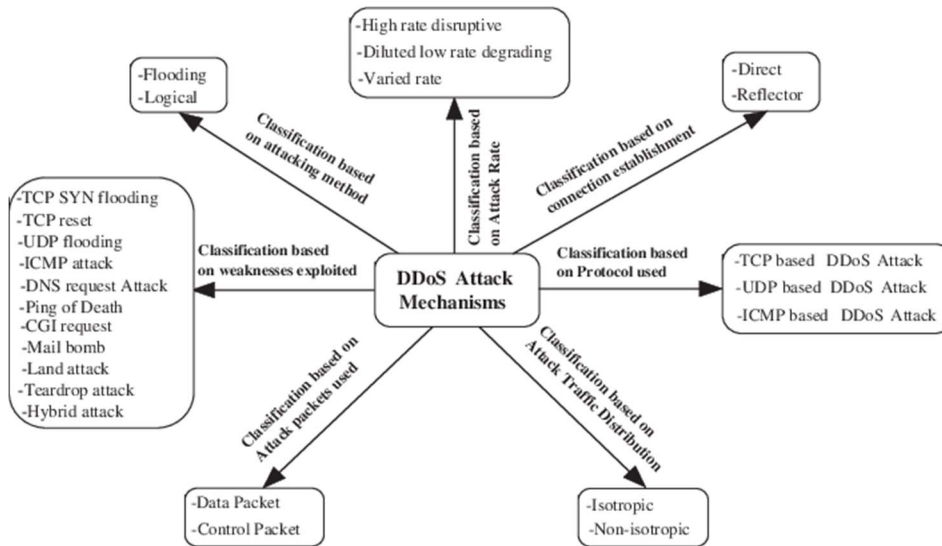 -High rate disruptive
-Diluted low rate degrading
-Varied rate
-Flooding
-Logical
-Direct
-Reflector
Classification based
on attacking method
Classification based
on Attack Rate
Classification based on
connection establishment
-TCP SYN flooding
-TCP reset
-UDP flooding
-ICMP attack
-DNS request Attack
-Ping of Death
-CGI request
-Mail bomb
-Land attack
-Teardrop attack
-Hybrid attack
Classification based
on weaknesses exploited
DDoS Attack
Mechanisms
Classification based
on Protocol used
-TCP based DDoS Attack
-UDP based DDoS Attack
-ICMP based DDoS Attack
Classification based on
Attack packets used
Classification based on
Attack Traffic Distribution
-Data Packet
-Control Packet
-Isotropic
-Non-isotropic